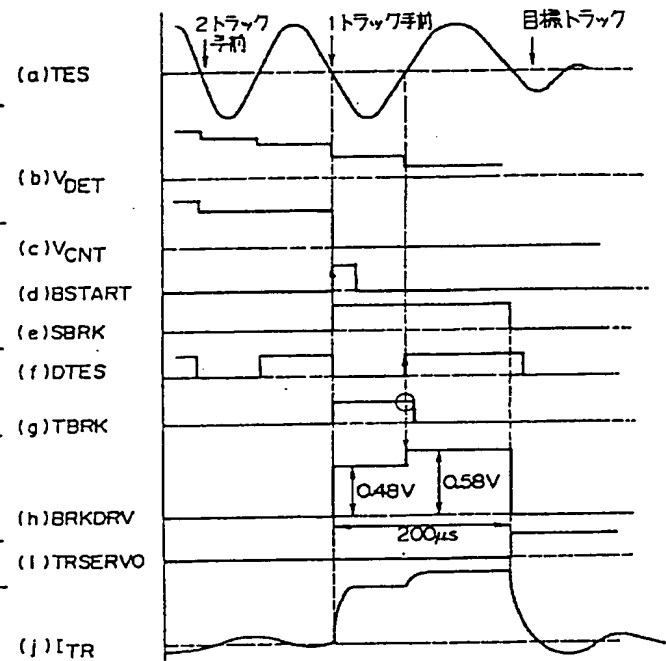 2トラック
手前
1トラック手前
目標トラック
(a)TES
(b)VDET
(c)VCNT
(d)BSTART
(e)SBRK
(f)DTES
(g)TBRK
0.48V
0.58V
(h)BRKDRV
200μs
(i)TRSERVO
(j)ITR